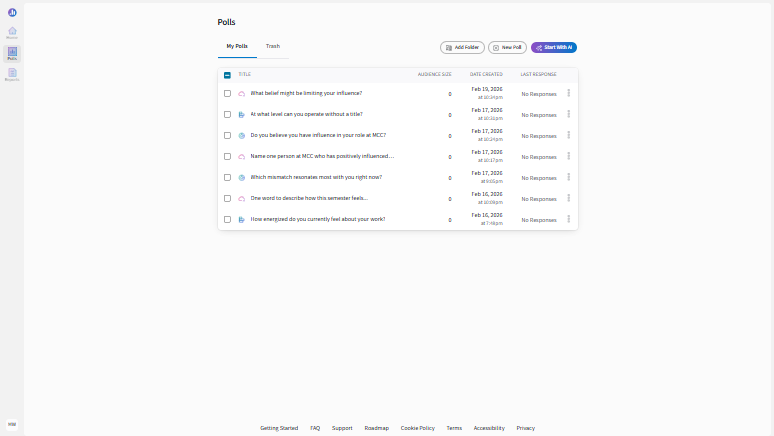 Polls
My Polls
Trash
Add Folder
New Poll
Start With AI
Home
Polls
Reports
TITLE
AUDIENCE SIZE
DATE CREATED
LAST RESPONSE
What belief might be limiting your influence?
0
Feb 19, 2026
at 10:34pm
No Responses
At what level can you operate without a title?
0
Feb 17, 2026
No Responses
Do you believe you have influence in your role at MCC?
0
Feb 17, 2026
at 10:24pm
No Responses
Name one person at MCC who has positively influenced...
0
Feb 17, 2026
at 10:17pm
No Responses
Which mismatch resonates most with you right now?
0
Feb 17, 2026
at 9:05pm
No Responses
One word to describe how this semester feels...
0
Feb 16, 2026
at 10:09pm
No Responses
How energized do you currently feel about your work?
0
Feb 16, 2026
at 7:49pm
No Responses
Getting Started
FAQ
Support
Roadmap
Cookie Policy
Terms
Accessibility
Privacy